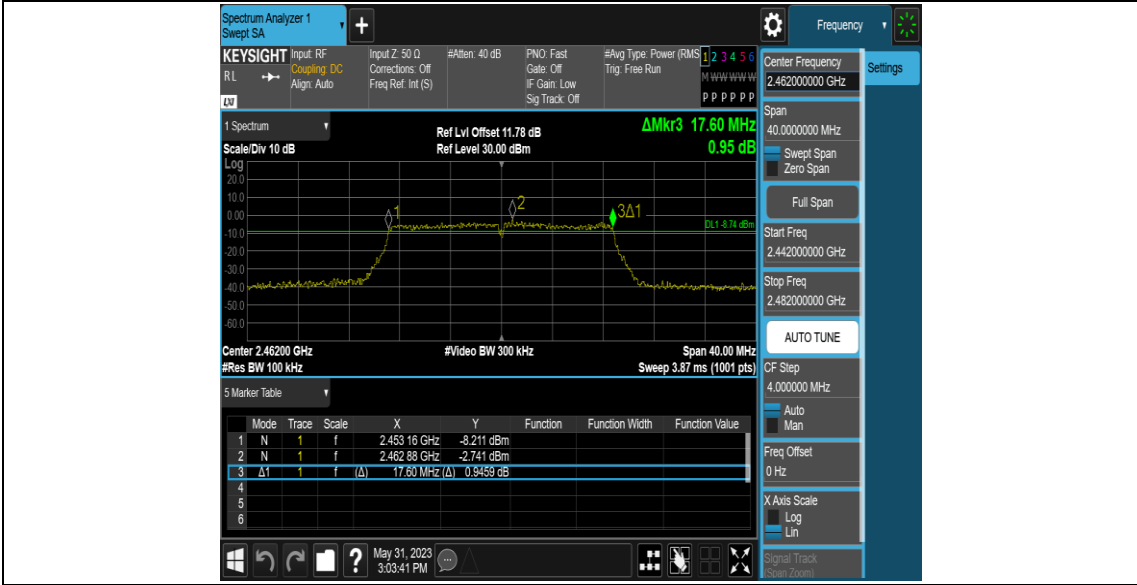 Spectrum Analyzer 1
Swept SA
+
Frequency
KEYSIGHT
R L
LXI
Input: RF
Coupling: DC
Align: Auto
Input Z: 50 Ω
Corrections: Off
Freq Ref: Int (S)
#Atten: 40 dB
PNO: Fast
Gate: Off
IF Gain: Low
Sig Track: Off
#Avg Type: Power (RMS
Trig: Free Run
1 2 3 4 5 6
M W W W W W
P P P P P P
1 Spectrum
Scale/Div 10 dB
Ref Lvl Offset 11.78 dB
Ref Level 30.00 dBm
ΔMkr3 17.60 MHz
0.95 dB
Log
20.0
10.0
0.00
-10.0
-20.0
-30.0
-40.0
-50.0
-60.0
1
2
3Δ1
DL1 -8.74 dBm
Center 2.46200 GHz
#Video BW 300 kHz
Span 40.00 MHz
#Res BW 100 kHz
Sweep 3.87 ms (1001 pts)
5 Marker Table
Mode Trace Scale X Y Function Function Width Function Value
1 N 1 f 2.453 16 GHz -8.211 dBm
2 N 1 f 2.462 88 GHz -2.741 dBm
3 Δ1 1 f (Δ) 17.60 MHz (Δ) 0.9459 dB
4
5
6
?
May 31, 2023
3:03:41 PM
Center Frequency
2.462000000 GHz
Settings
Span
40.0000000 MHz
Swept Span
Zero Span
Full Span
Start Freq
2.442000000 GHz
Stop Freq
2.482000000 GHz
AUTO TUNE
CF Step
4.000000 MHz
Auto
Man
Freq Offset
0 Hz
X Axis Scale
Log
Lin
Signal Track
(Span Zoom)